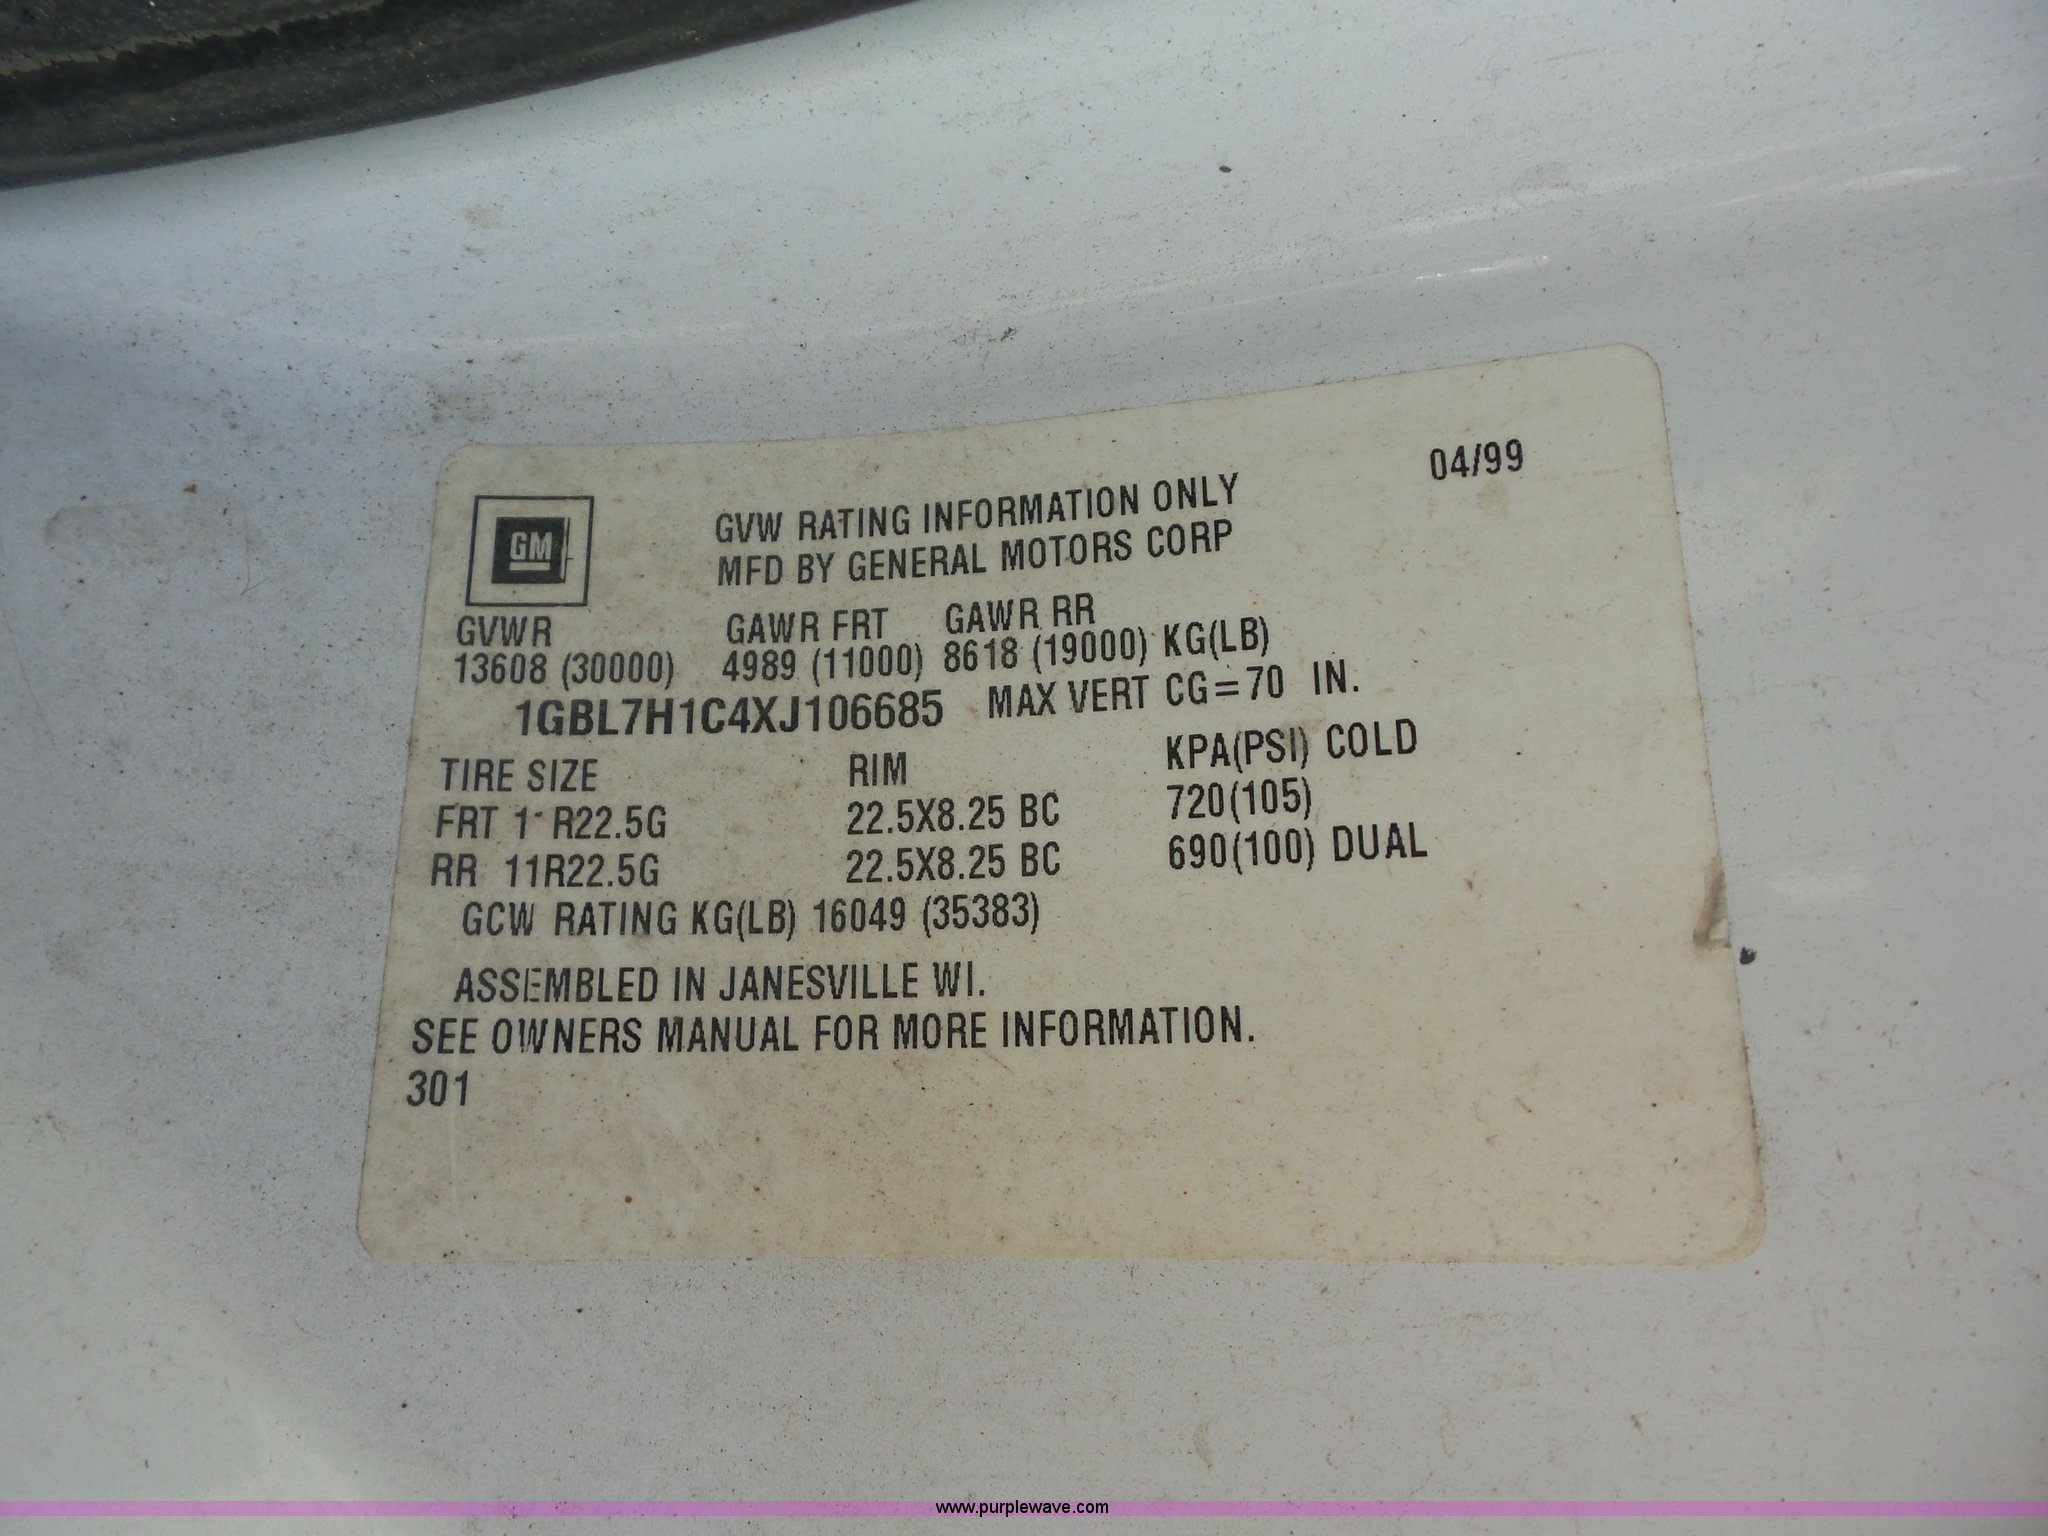 04/99
GM
GVW RATING INFORMATION ONLY
MFD BY GENERAL MOTORS CORP
GVWR GAWR FRT GAWR RR
13608 (30000) 4989 (11000) 8618 (19000) KG(LB)
1GBL7H1C4XJ106685 MAX VERT CG=70 IN.
TIRE SIZE RIM KPA(PSI) COLD
FRT 11R22.5G 22.5X8.25 BC 720(105)
RR 11R22.5G 22.5X8.25 BC 690(100) DUAL
GCW RATING KG(LB) 16049 (35383)
ASSEMBLED IN JANESVILLE WI.
SEE OWNERS MANUAL FOR MORE INFORMATION.
301
www.purplewave.com